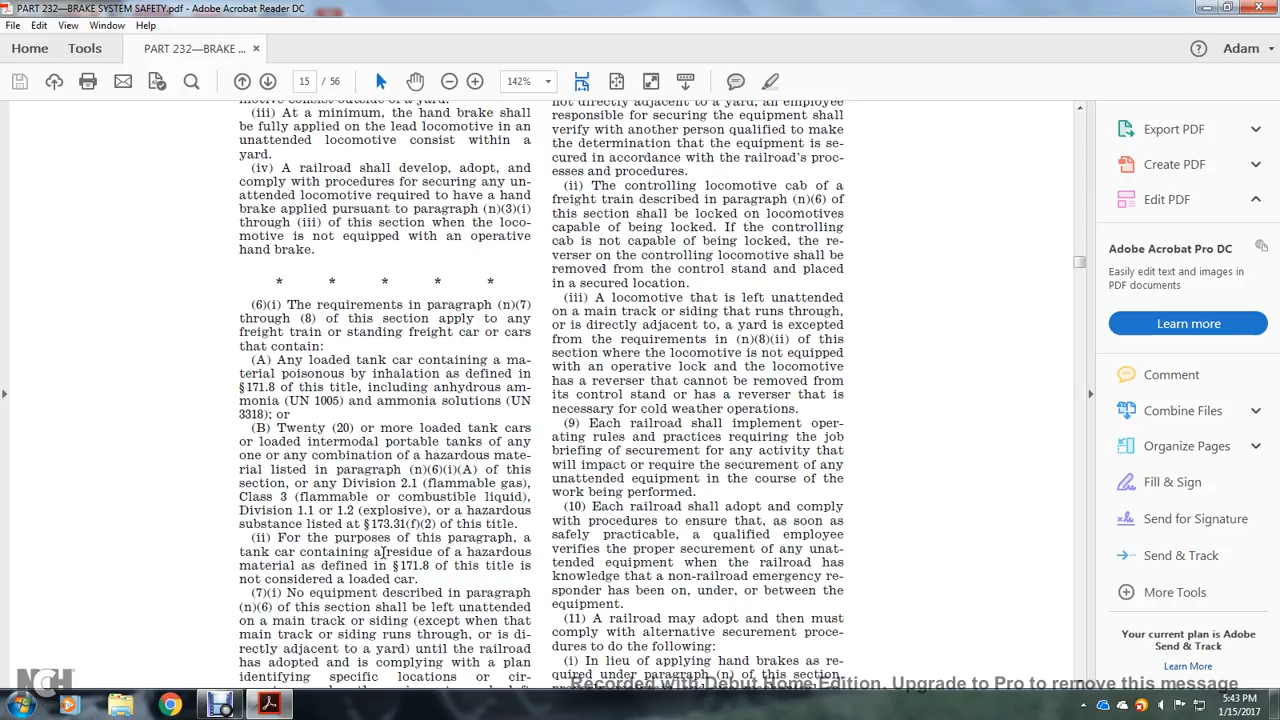 PART 232—BRAKE SYSTEM SAFETY.pdf - Adobe Acrobat Reader DC
File Edit View Window Help
Home Tools PART 232—BRAKE ... × Adam
15 / 56 142%
motive consist outside of a yard.
(iii) At a minimum, the hand brake shall
be fully applied on the lead locomotive in an
unattended locomotive consist within a
yard.
(iv) A railroad shall develop, adopt, and
comply with procedures for securing any un-
attended locomotive required to have a hand
brake applied pursuant to paragraph (n)(3)(i)
through (iii) of this section when the loco-
motive is not equipped with an operative
hand brake.
* * * * *
(6)(i) The requirements in paragraph (n)(7)
through (8) of this section apply to any
freight train or standing freight car or cars
that contain:
(A) Any loaded tank car containing a ma-
terial poisonous by inhalation as defined in
§171.8 of this title, including anhydrous am-
monia (UN 1005) and ammonia solutions (UN
3318); or
(B) Twenty (20) or more loaded tank cars
or loaded intermodal portable tanks of any
one or any combination of a hazardous mate-
rial listed in paragraph (n)(6)(i)(A) of this
section, or any Division 2.1 (flammable gas),
Class 3 (flammable or combustible liquid),
Division 1.1 or 1.2 (explosive), or a hazardous
substance listed at §173.31(f)(2) of this title.
(ii) For the purposes of this paragraph, a
tank car containing a residue of a hazardous
material as defined in §171.8 of this title is
not considered a loaded car.
(7)(i) No equipment described in paragraph
(n)(6) of this section shall be left unattended
on a main track or siding (except when that
main track or siding runs through, or is di-
rectly adjacent to a yard) until the railroad
has adopted and is complying with a plan
identifying specific locations or cir-
not directly adjacent to a yard, an employee
responsible for securing the equipment shall
verify with another person qualified to make
the determination that the equipment is se-
cured in accordance with the railroad's proc-
esses and procedures.
(ii) The controlling locomotive cab of a
freight train described in paragraph (n)(6) of
this section shall be locked on locomotives
capable of being locked. If the controlling
cab is not capable of being locked, the re-
verser on the controlling locomotive shall be
removed from the control stand and placed
in a secured location.
(iii) A locomotive that is left unattended
on a main track or siding that runs through,
or is directly adjacent to, a yard is excepted
from the requirements in (n)(8)(ii) of this
section where the locomotive is not equipped
with an operative lock and the locomotive
has a reverser that cannot be removed from
its control stand or has a reverser that is
necessary for cold weather operations.
(9) Each railroad shall implement oper-
ating rules and practices requiring the job
briefing of securement for any activity that
will impact or require the securement of any
unattended equipment in the course of the
work being performed.
(10) Each railroad shall adopt and comply
with procedures to ensure that, as soon as
safely practicable, a qualified employee
verifies the proper securement of any unat-
tended equipment when the railroad has
knowledge that a non-railroad emergency re-
sponder has been on, under, or between the
equipment.
(11) A railroad may adopt and then must
comply with alternative securement proce-
dures to do the following:
(i) In lieu of applying hand brakes as re-
quired under paragraph (n) of this section,
Export PDF
Create PDF
Edit PDF
Adobe Acrobat Pro DC
Easily edit text and images in
PDF documents
Learn more
Comment
Combine Files
Organize Pages
Fill & Sign
Send for Signature
Send & Track
More Tools
Your current plan is Adobe
Send & Track
Learn More
NCH
Recorded with Debut Home Edition. Upgrade to Pro to remove this message
5:43 PM
1/15/2017